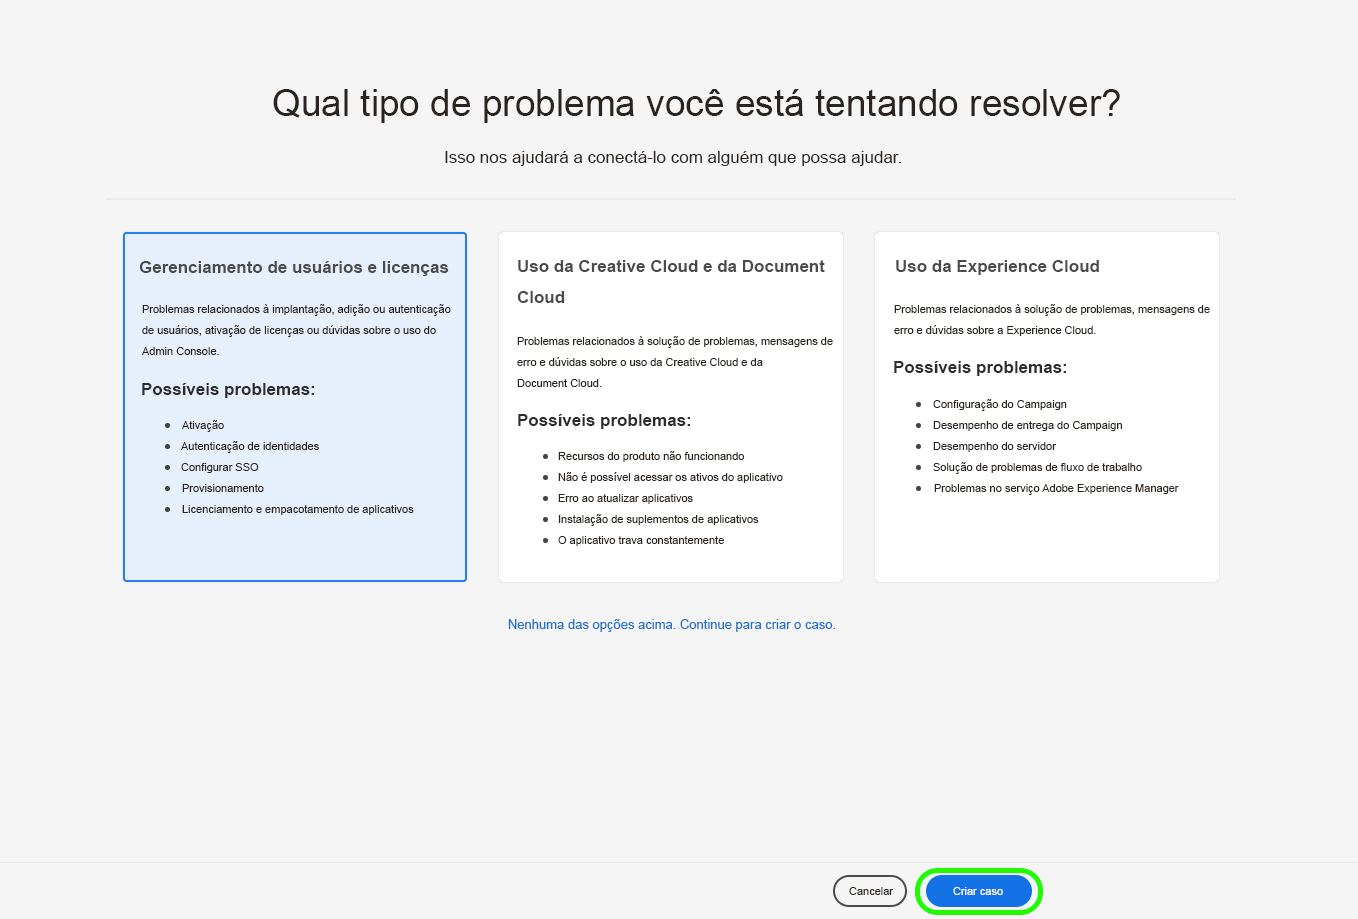 Qual tipo de problema você está tentando resolver?
Isso nos ajudará a conectá-lo com alguém que possa ajudar.
Gerenciamento de usuários e licenças
Problemas relacionados à implantação, adição ou autenticação
de usuários, ativação de licenças ou dúvidas sobre o uso do
Admin Console.
Possíveis problemas:
Ativação
Autenticação de identidades
Configurar SSO
Provisionamento
Licenciamento e empacotamento de aplicativos
Uso da Creative Cloud e da Document
Cloud
Problemas relacionados à solução de problemas, mensagens de
erro e dúvidas sobre o uso da Creative Cloud e da
Document Cloud.
Possíveis problemas:
Recursos do produto não funcionando
Não é possível acessar os ativos do aplicativo
Erro ao atualizar aplicativos
Instalação de suplementos de aplicativos
O aplicativo trava constantemente
Uso da Experience Cloud
Problemas relacionados à solução de problemas, mensagens de
erro e dúvidas sobre a Experience Cloud.
Possíveis problemas:
Configuração do Campaign
Desempenho de entrega do Campaign
Desempenho do servidor
Solução de problemas de fluxo de trabalho
Problemas no serviço Adobe Experience Manager
Nenhuma das opções acima. Continue para criar o caso.
Cancelar
Criar caso